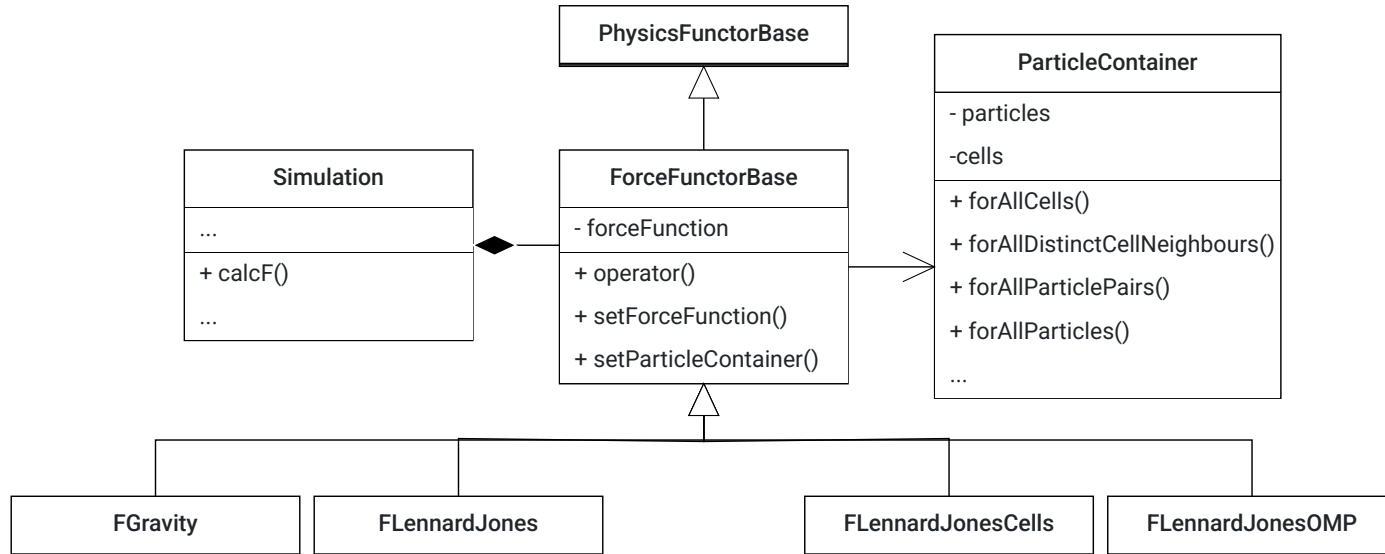 PhysicsFunctorBase
ParticleContainer
- particles
-cells
+ forAllCells()
+ forAllDistinctCellNeighbours()
+ forAllParticlePairs()
+ forAllParticles()
...
Simulation
...
+ calcF()
...
ForceFunctorBase
- forceFunction
+ operator()
+ setForceFunction()
+ setParticleContainer()
FGravity
FLennardJones
FLennardJonesCells
FLennardJonesOMP